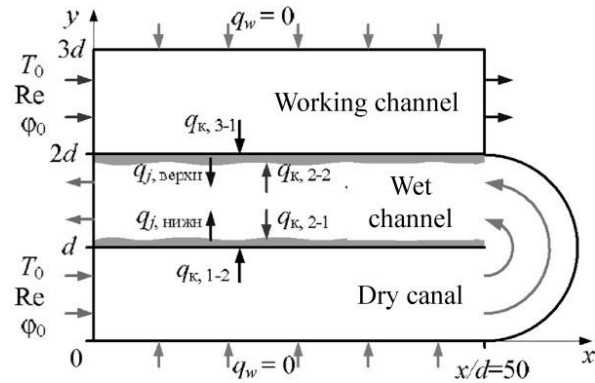 y
q_w = 0
3d
T_0
Re
φ_0
Working channel
q_к, 3-1
2d
q_j, верхп
q_к, 2-2
Wet
channel
q_j, нижн
q_к, 2-1
d
q_к, 1-2
T_0
Re
φ_0
Dry canal
0
q_w = 0
x
x/d=50